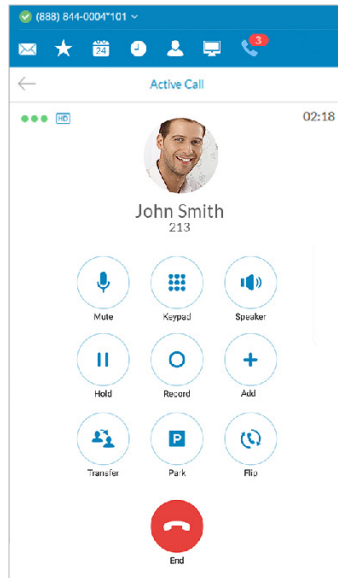 (888) 844-0004*101
24
3
Active Call
HD
02:18
John Smith
213
Mute
Keypad
Speaker
Hold
Record
Add
Transfer
P
Park
Flip
End